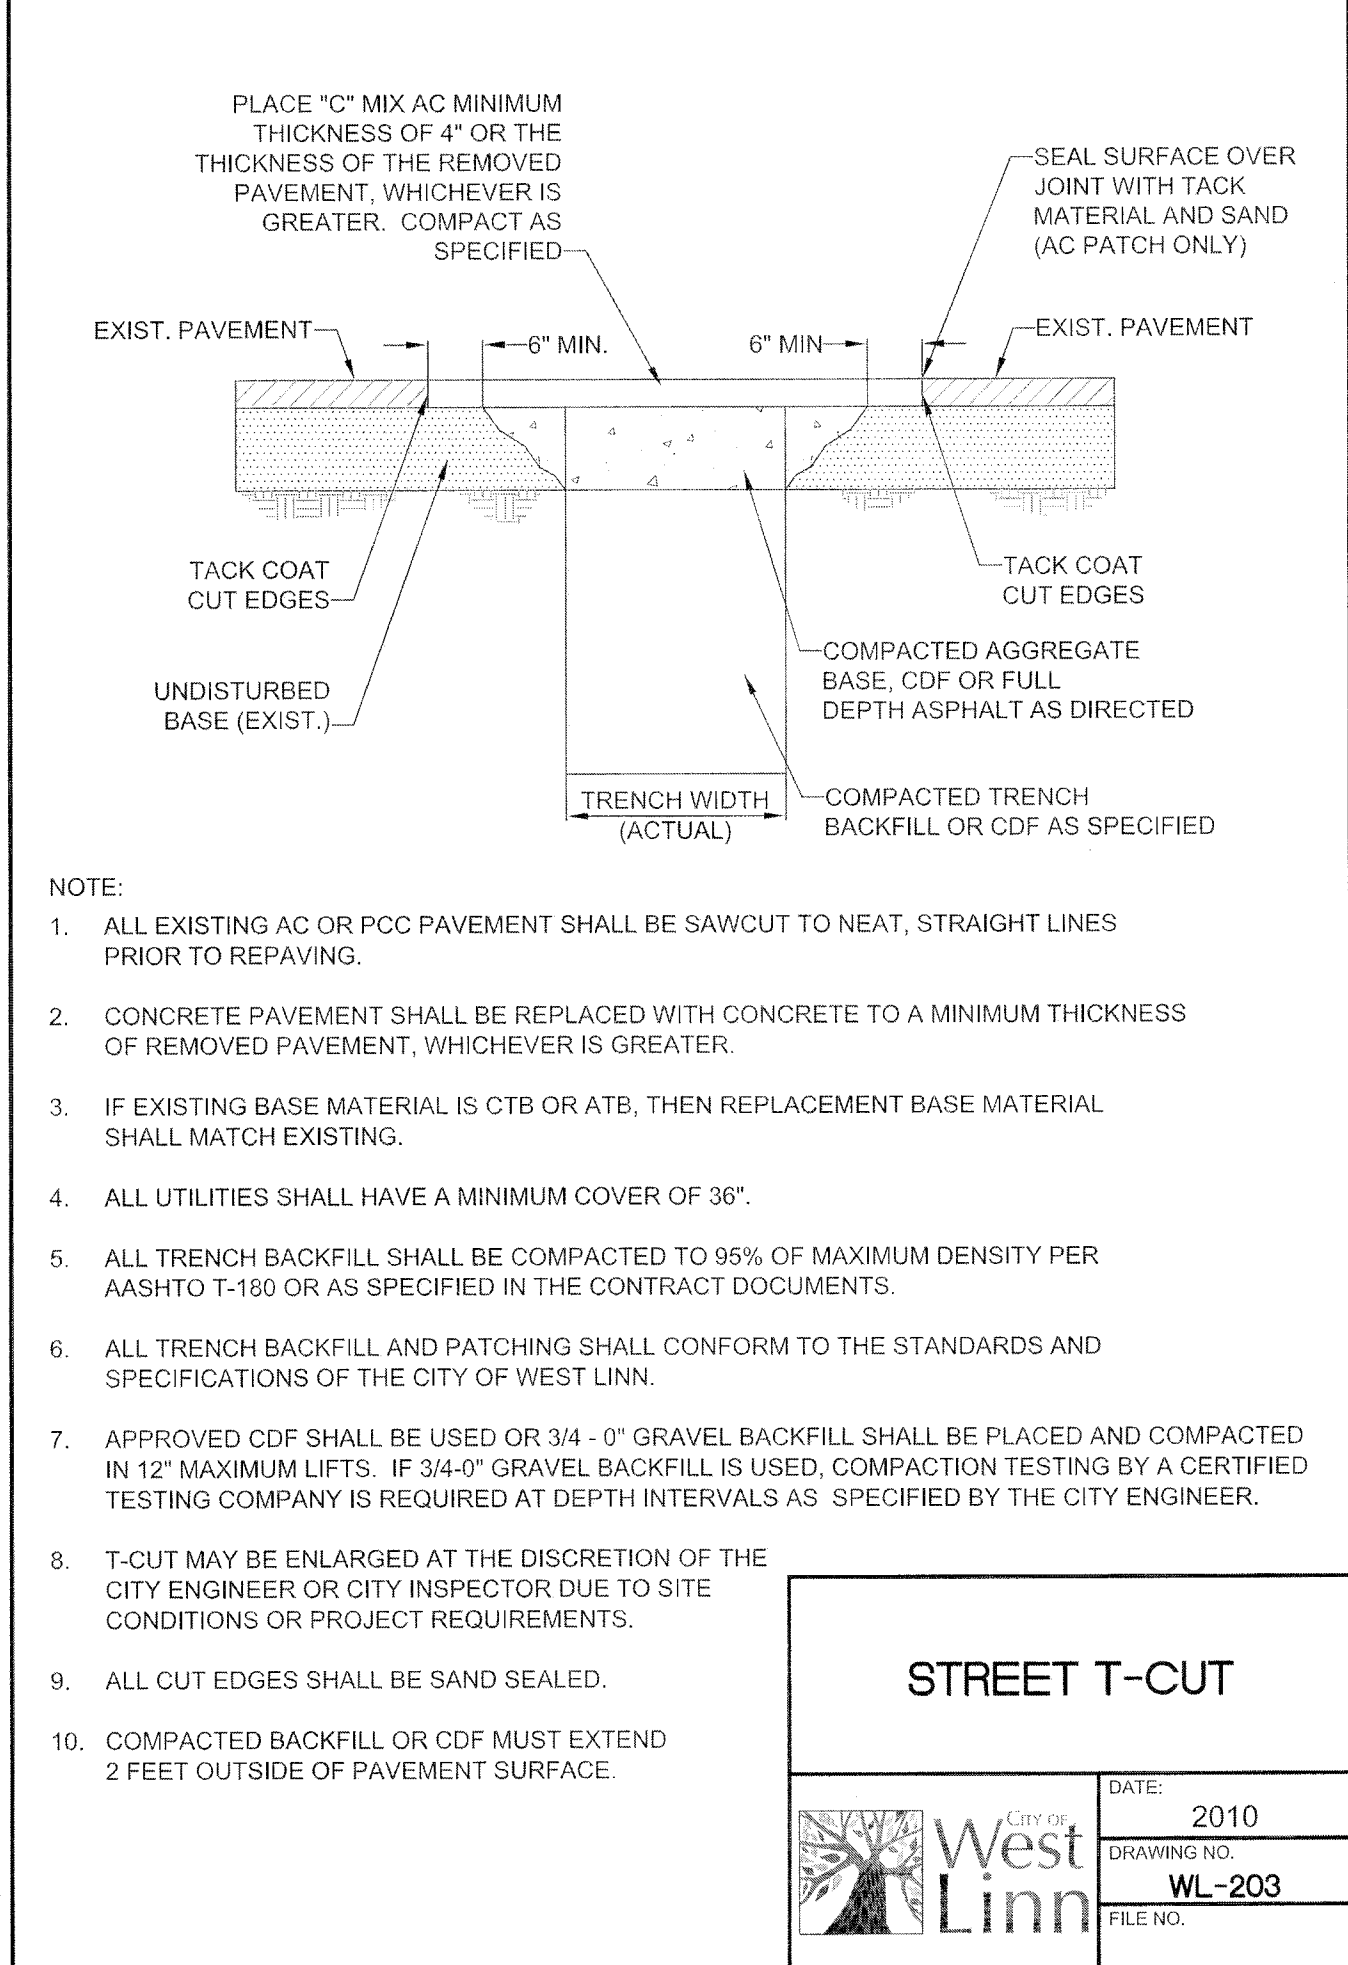 PLACE "C" MIX AC MINIMUM
THICKNESS OF 4" OR THE
THICKNESS OF THE REMOVED
PAVEMENT, WHICHEVER IS
GREATER. COMPACT AS
SPECIFIED
SEAL SURFACE OVER
JOINT WITH TACK
MATERIAL AND SAND
(AC PATCH ONLY)
EXIST. PAVEMENT
6" MIN.
6" MIN
EXIST. PAVEMENT
TACK COAT
CUT EDGES
TACK COAT
CUT EDGES
UNDISTURBED
BASE (EXIST.)
COMPACTED AGGREGATE
BASE, CDF OR FULL
DEPTH ASPHALT AS DIRECTED
TRENCH WIDTH
(ACTUAL)
COMPACTED TRENCH
BACKFILL OR CDF AS SPECIFIED
NOTE:
1. ALL EXISTING AC OR PCC PAVEMENT SHALL BE SAWCUT TO NEAT, STRAIGHT LINES
PRIOR TO REPAVING.
2. CONCRETE PAVEMENT SHALL BE REPLACED WITH CONCRETE TO A MINIMUM THICKNESS
OF REMOVED PAVEMENT, WHICHEVER IS GREATER.
3. IF EXISTING BASE MATERIAL IS CTB OR ATB, THEN REPLACEMENT BASE MATERIAL
SHALL MATCH EXISTING.
4. ALL UTILITIES SHALL HAVE A MINIMUM COVER OF 36".
5. ALL TRENCH BACKFILL SHALL BE COMPACTED TO 95% OF MAXIMUM DENSITY PER
AASHTO T-180 OR AS SPECIFIED IN THE CONTRACT DOCUMENTS.
6. ALL TRENCH BACKFILL AND PATCHING SHALL CONFORM TO THE STANDARDS AND
SPECIFICATIONS OF THE CITY OF WEST LINN.
7. APPROVED CDF SHALL BE USED OR 3/4 - 0" GRAVEL BACKFILL SHALL BE PLACED AND COMPACTED
IN 12" MAXIMUM LIFTS. IF 3/4-0" GRAVEL BACKFILL IS USED, COMPACTION TESTING BY A CERTIFIED
TESTING COMPANY IS REQUIRED AT DEPTH INTERVALS AS SPECIFIED BY THE CITY ENGINEER.
8. T-CUT MAY BE ENLARGED AT THE DISCRETION OF THE
CITY ENGINEER OR CITY INSPECTOR DUE TO SITE
CONDITIONS OR PROJECT REQUIREMENTS.
9. ALL CUT EDGES SHALL BE SAND SEALED.
10. COMPACTED BACKFILL OR CDF MUST EXTEND
2 FEET OUTSIDE OF PAVEMENT SURFACE.
STREET T-CUT
CITY OF
West
Linn
DATE:
2010
DRAWING NO.
WL-203
FILE NO.